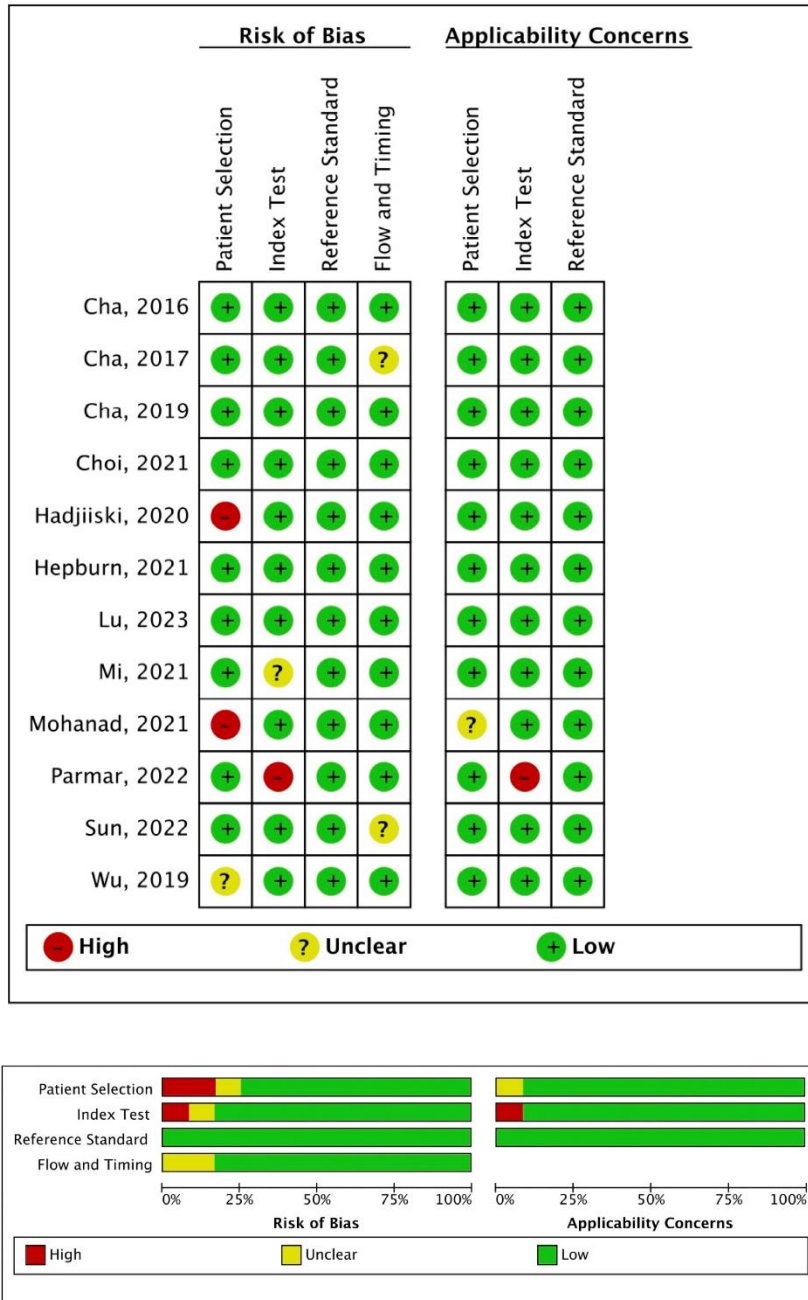 Risk of Bias Applicability Concerns
Patient Selection Index Test Reference Standard Flow and Timing Patient Selection Index Test Reference Standard
Cha, 2016 + + + + + + +
Cha, 2017 + + + ? + + +
Cha, 2019 + + + + + + +
Choi, 2021 + + + + + + +
Hadjiiski, 2020 - + + + + + +
Hepburn, 2021 + + + + + + +
Lu, 2023 + + + + + + +
Mi, 2021 + ? + + + + +
Mohanad, 2021 - + + + ? + +
Parmar, 2022 + - + + + - +
Sun, 2022 + + + ? + + +
Wu, 2019 ? + + + + + +
- High ? Unclear + Low
Patient Selection
Index Test
Reference Standard
Flow and Timing
0% 25% 50% 75% 100% 0% 25% 50% 75% 100%
Risk of Bias Applicability Concerns
High Unclear Low